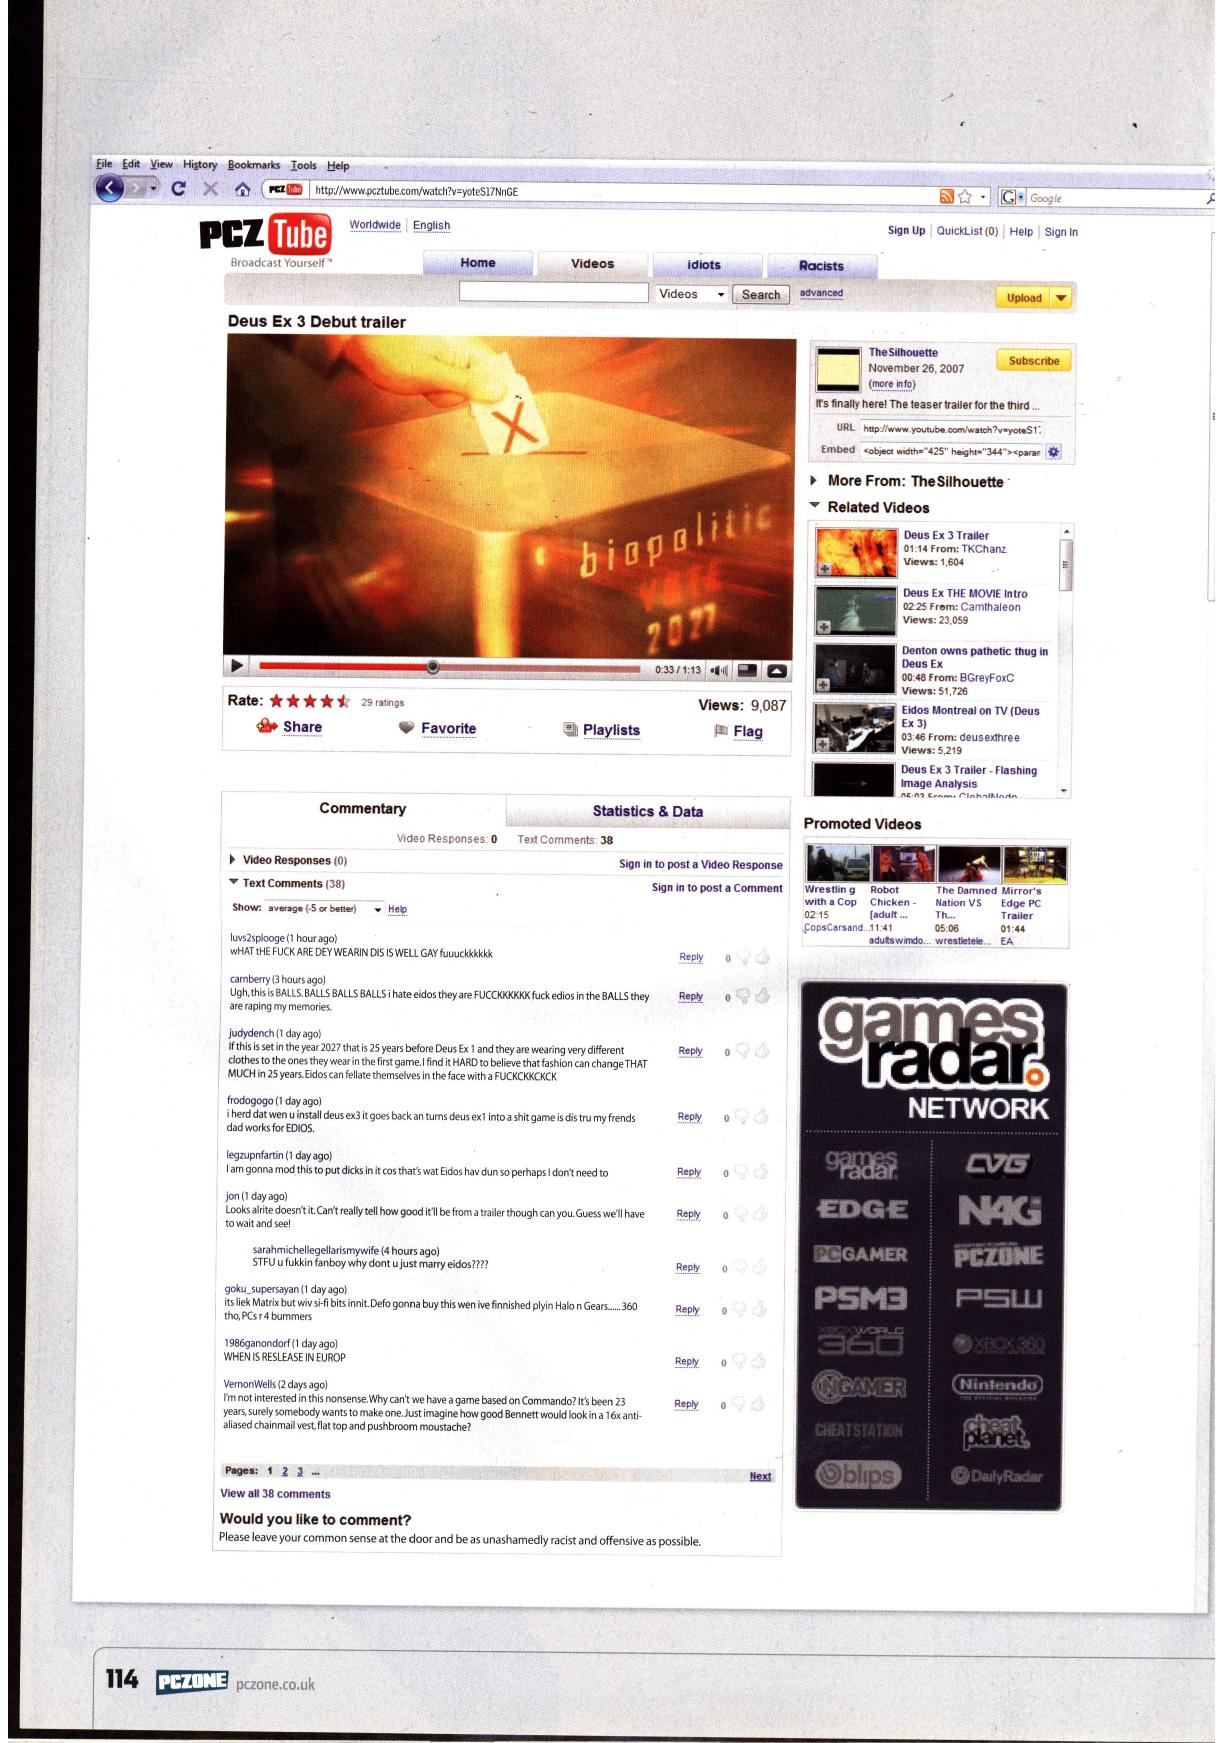 File Edit View History Bookmarks Tools Help
PCZ Tube http://www.pcztube.com/watch?v=yoteS17NnGE Google
PCZ Tube
Broadcast Yourself™
Worldwide | English
Sign Up | QuickList (0) | Help | Sign In
Home Videos idiots Racists
Videos Search advanced
Upload
Deus Ex 3 Debut trailer
X
biopolitic
VOTE
2027
0:33 / 1:13
Rate: 29 ratings
Views: 9,087
Share Favorite Playlists Flag
TheSilhouette
November 26, 2007
(more info)
Subscribe
It's finally here! The teaser trailer for the third ...
URL http://www.youtube.com/watch?v=yoteS17
Embed <object width="425" height="344"><param
More From: TheSilhouette
Related Videos
Deus Ex 3 Trailer
01:14 From: TKChanz
Views: 1,604
Deus Ex THE MOVIE Intro
02:25 From: Camthaleon
Views: 23,059
Denton owns pathetic thug in
Deus Ex
00:48 From: BGreyFoxC
Views: 51,726
Eidos Montreal on TV (Deus
Ex 3)
03:46 From: deusexthree
Views: 5,219
Deus Ex 3 Trailer - Flashing
Image Analysis
Commentary Statistics & Data
Video Responses: 0 Text Comments: 38
Video Responses (0) Sign in to post a Video Response
Text Comments (38) Sign in to post a Comment
Show: average (-5 or better) Help
luvs2splooge (1 hour ago)
wHAT tHE FUCK ARE DEY WEARIN DIS IS WELL GAY fuuuckkkkkk
Reply 0
carnberry (3 hours ago)
Ugh, this is BALLS. BALLS BALLS BALLS i hate eidos they are FUCCKKKKKK fuck edios in the BALLS they
are raping my memories.
Reply 0
judydench (1 day ago)
If this is set in the year 2027 that is 25 years before Deus Ex 1 and they are wearing very different
clothes to the ones they wear in the first game. I find it HARD to believe that fashion can change THAT
MUCH in 25 years. Eidos can fellate themselves in the face with a FUCKCKKCKCK
Reply 0
frodogogo (1 day ago)
i herd dat wen u install deus ex3 it goes back an turns deus ex1 into a shit game is dis tru my frends
dad works for EDIOS.
Reply 0
legzupnfartin (1 day ago)
I am gonna mod this to put dicks in it cos that's wat Eidos hav dun so perhaps I don't need to
Reply 0
jon (1 day ago)
Looks alrite doesn't it. Can't really tell how good it'll be from a trailer though can you. Guess we'll have
to wait and see!
Reply 0
sarahmichellegellarismywife (4 hours ago)
STFU u fukkin fanboy why dont u just marry eidos????
Reply 0
goku_supersayan (1 day ago)
its liek Matrix but wiv si-fi bits innit. Defo gonna buy this wen ive finnished plyin Halo n Gears...... 360
tho, PCs r 4 bummers
Reply 0
1986ganondorf (1 day ago)
WHEN IS RESLEASE IN EUROP
Reply 0
VernonWells (2 days ago)
I'm not interested in this nonsense. Why can't we have a game based on Commando? It's been 23
years, surely somebody wants to make one. Just imagine how good Bennett would look in a 16x anti-
aliased chainmail vest, flat top and pushbroom moustache?
Reply 0
Pages: 1 2 3 ... Next
View all 38 comments
Would you like to comment?
Please leave your common sense at the door and be as unashamedly racist and offensive as possible.
Promoted Videos
Wrestling
with a Cop
02:15
CopsCarsand...
Robot
Chicken -
[adult ...
11:41
adultswimdo...
The Damned
Nation VS
Th...
05:06
wrestletele...
Mirror's
Edge PC
Trailer
01:44
EA
games
radar.
NETWORK
games radar. CVG
EDGE N4G
PCGAMER PCZONE
PSM3 PSW
XBOXWORLD 360 XBOX 360
NGAMER Nintendo
CHEATSTATION cheat planet.
blips DailyRadar
114 PCZONE pczone.co.uk